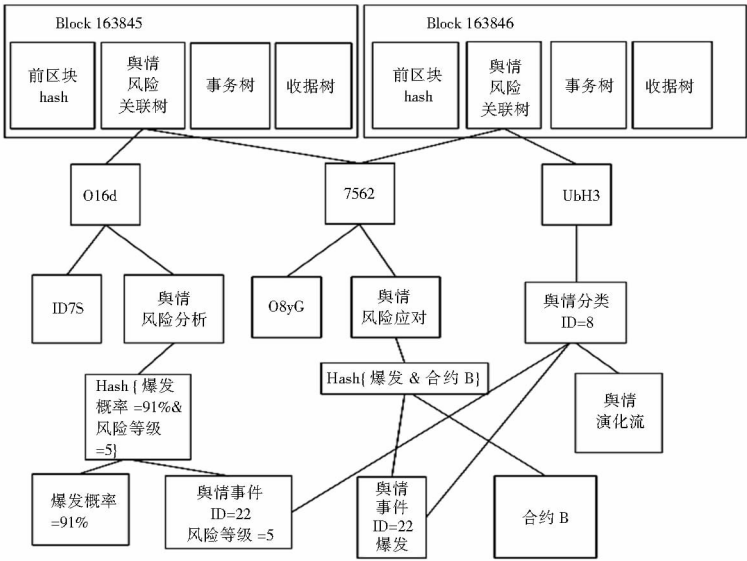 Block 163845
Block 163846
前区块
hash
舆情
风险
关联树
事务树
收据树
前区块
hash
舆情
风险
关联树
事务树
收据树
O16d
7562
UbH3
ID7S
舆情
风险分析
O8yG
舆情
风险应对
舆情分类
ID=8
Hash{爆发
概率=91%&
风险等级
=5}
Hash{爆发 & 合约 B}
舆情
演化流
爆发概率
=91%
舆情事件
ID=22
风险等级=5
舆情
事件
ID=22
爆发
合约 B